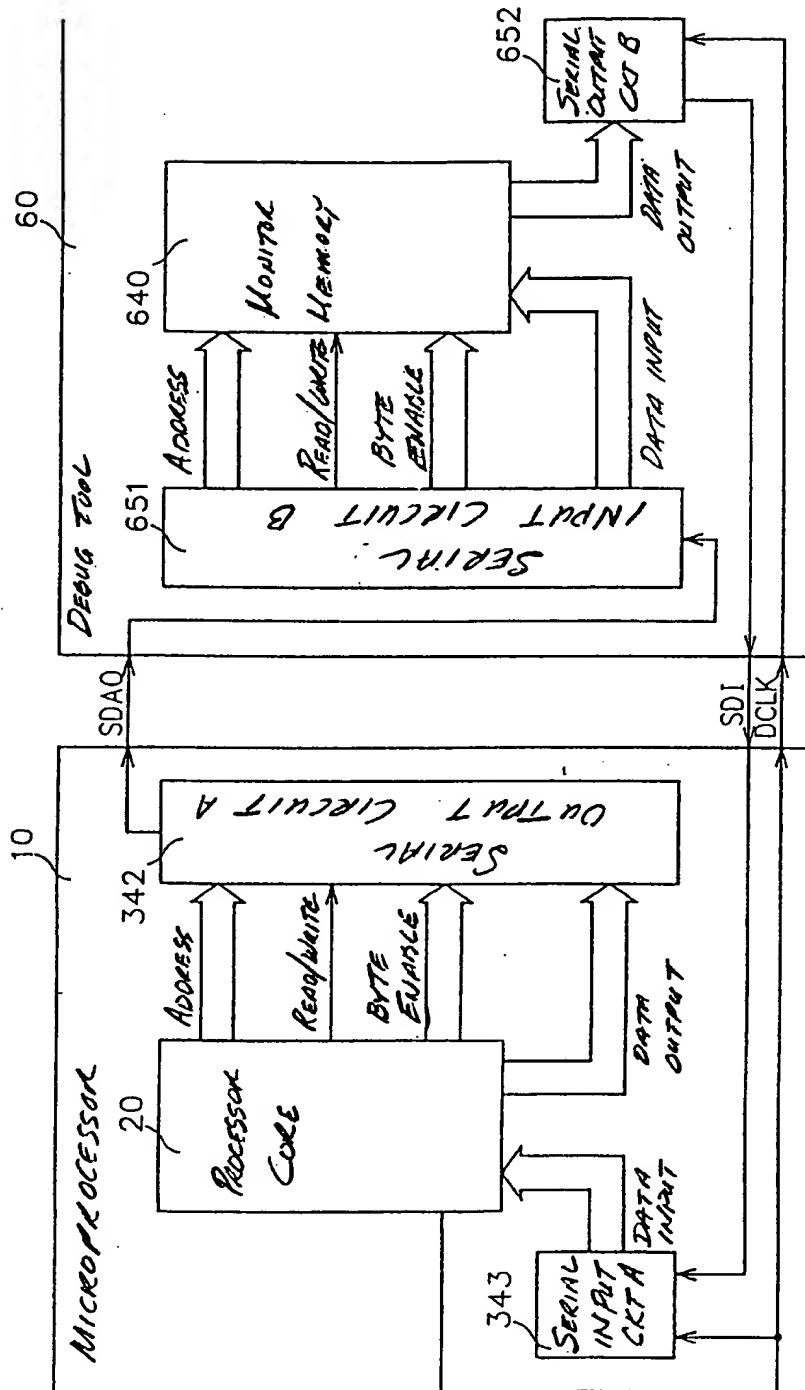 10
MICROPROCESSOR
20
PROCESSOR
CORE
ADDRESS
READ/WRITE
BYTE
ENABLE
DATA
OUTPUT
342
SERIAL
OUTPUT CIRCUIT A
343
SERIAL
INPUT
CKT A
DATA
INPUT
SDAO
SDI
DCLK
60
DEBUG TOOL
651
SERIAL
INPUT CIRCUIT B
ADDRESS
READ/WRITE
BYTE
ENABLE
DATA INPUT
640
MONITOR
MEMORY
DATA
OUTPUT
652
SERIAL
OUTPUT
CKT B